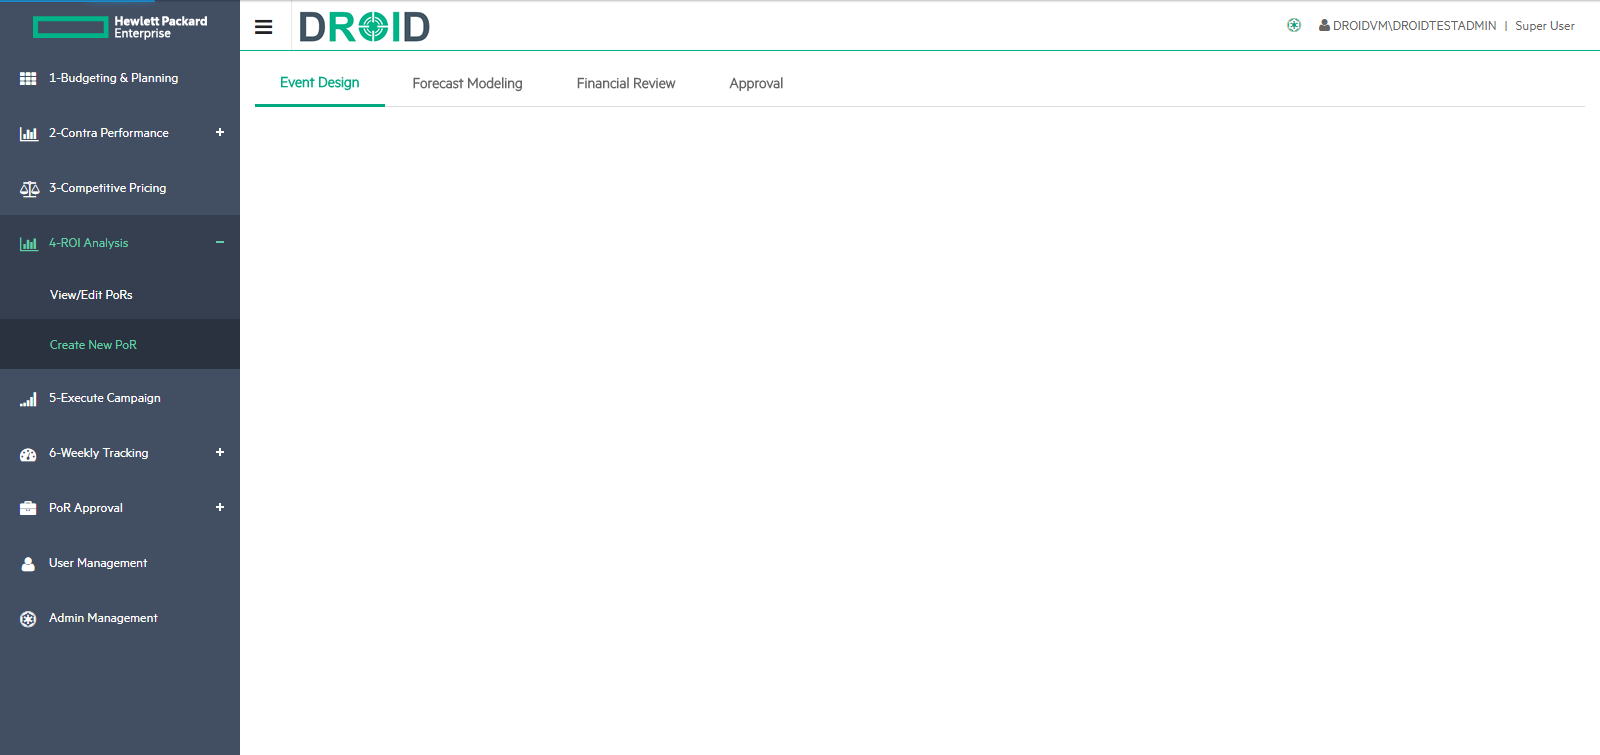 Hewlett Packard
Enterprise
DROID
DROIDVM\DROIDTESTADMIN | Super User
1-Budgeting & Planning
2-Contra Performance +
3-Competitive Pricing
4-ROI Analysis −
View/Edit PoRs
Create New PoR
5-Execute Campaign
6-Weekly Tracking +
PoR Approval +
User Management
Admin Management
Event Design Forecast Modeling Financial Review Approval